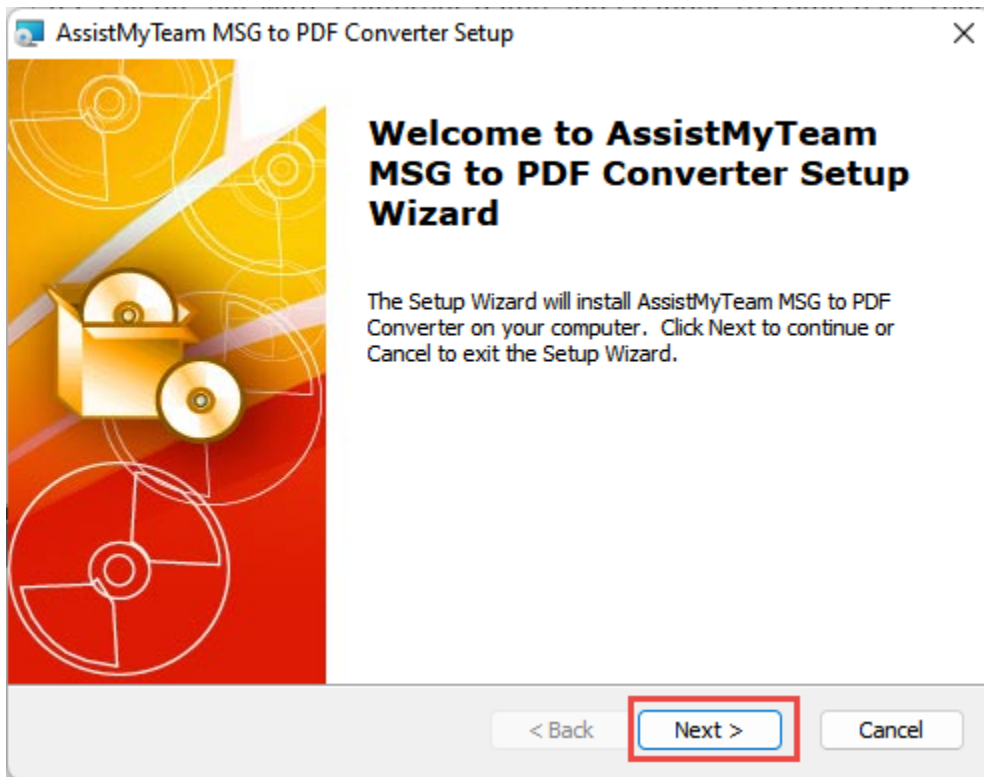 AssistMyTeam MSG to PDF Converter Setup
Welcome to AssistMyTeam
MSG to PDF Converter Setup
Wizard
The Setup Wizard will install AssistMyTeam MSG to PDF
Converter on your computer.  Click Next to continue or
Cancel to exit the Setup Wizard.
< Back
Next >
Cancel